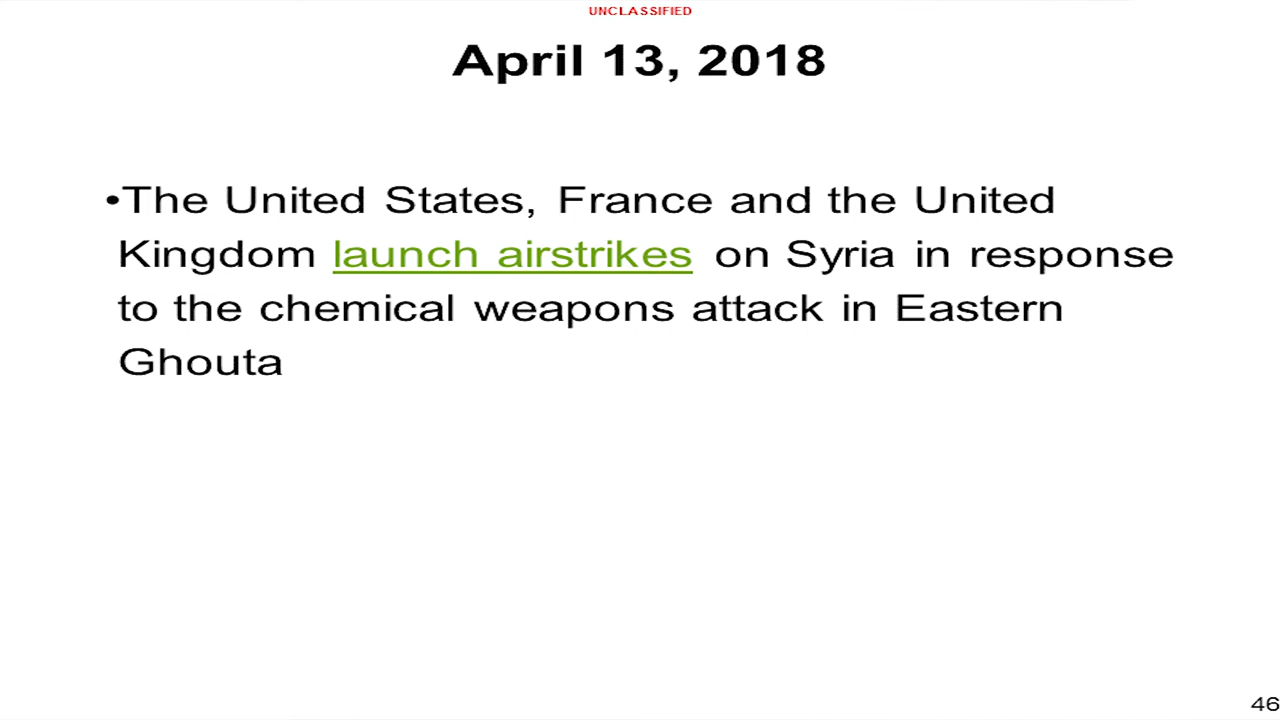 UNCLASSIFIED
April 13, 2018
•The United States, France and the United
Kingdom launch airstrikes on Syria in response
to the chemical weapons attack in Eastern
Ghouta
46